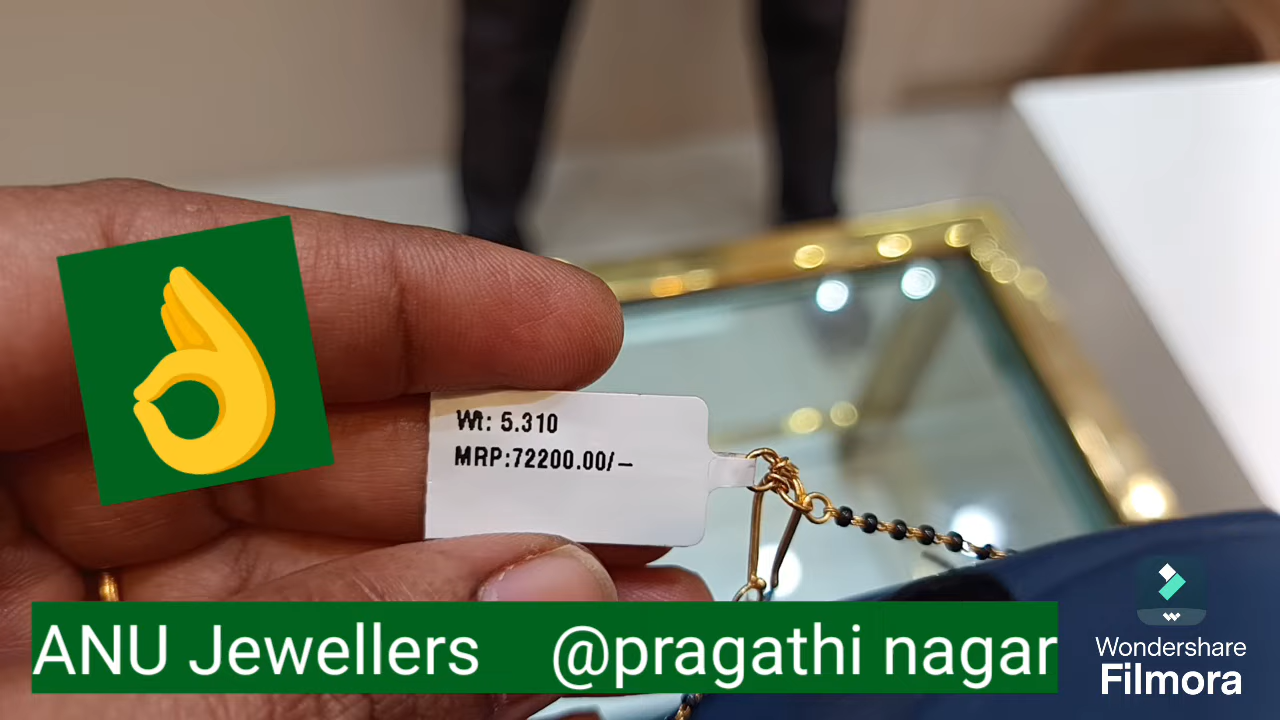 Wt: 5.310
MRP:72200.00/–
ANU Jewellers @pragathi nagar
Wondershare
Filmora